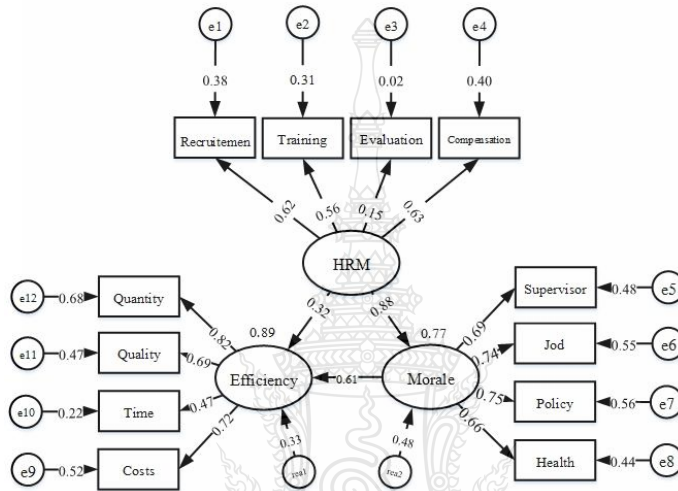 e1 e2 e3 e4
0.38 0.31 0.02 0.40
Recruitemen Training Evaluation Compensation
0.62 0.56 0.15 0.63
HRM
0.32 0.88
e12 0.68 Quantity
Supervisor 0.48 e5
0.82 0.89 0.77 0.69
e11 0.47 Quality 0.69
0.74 Jod 0.55 e6
Efficiency 0.61 Morale
e10 0.22 Time 0.47
0.75 Policy 0.56 e7
e9 0.52 Costs 0.72
0.66 Health 0.44 e8
0.33 0.48
rea1 rea2